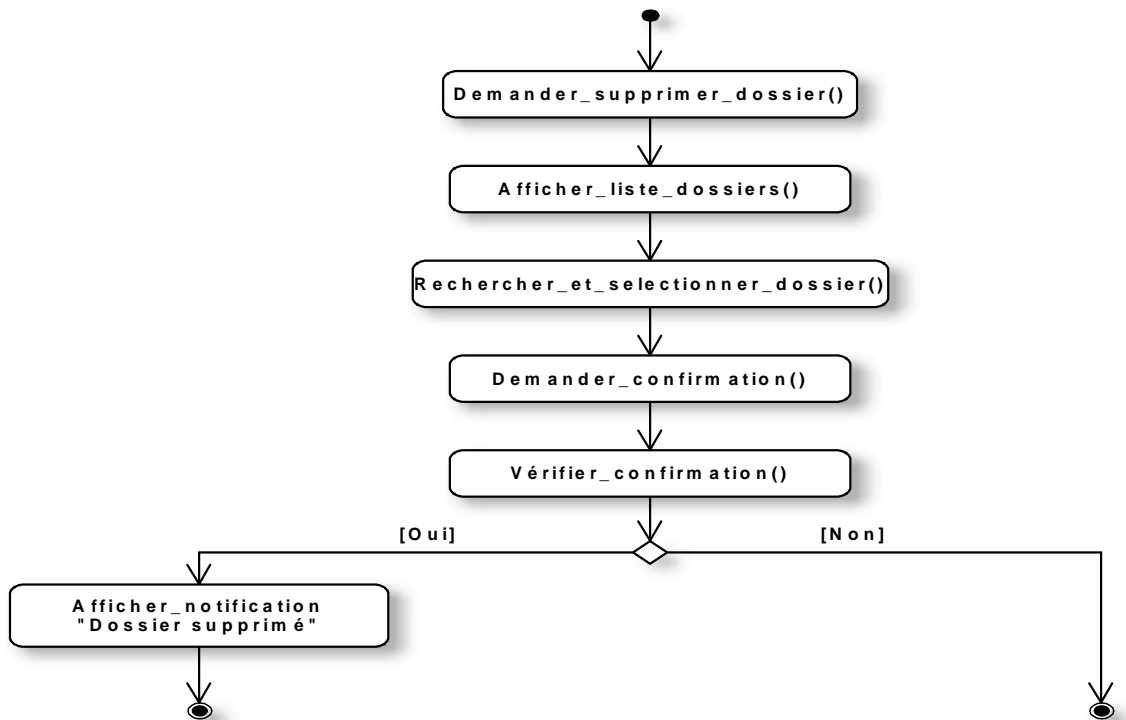 Demander_supprimer_dossier()
Afficher_liste_dossiers()
Rechercher_et_selectionner_dossier()
Demander_confirmation()
Vérifier_confirmation()
[Oui]
[Non]
Afficher_notification
"Dossier supprimé"